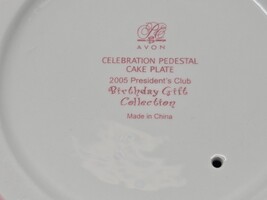 AVON
CELEBRATION PEDESTAL
CAKE PLATE
2005 President's Club
Birthday Gift
Collection
Made in China